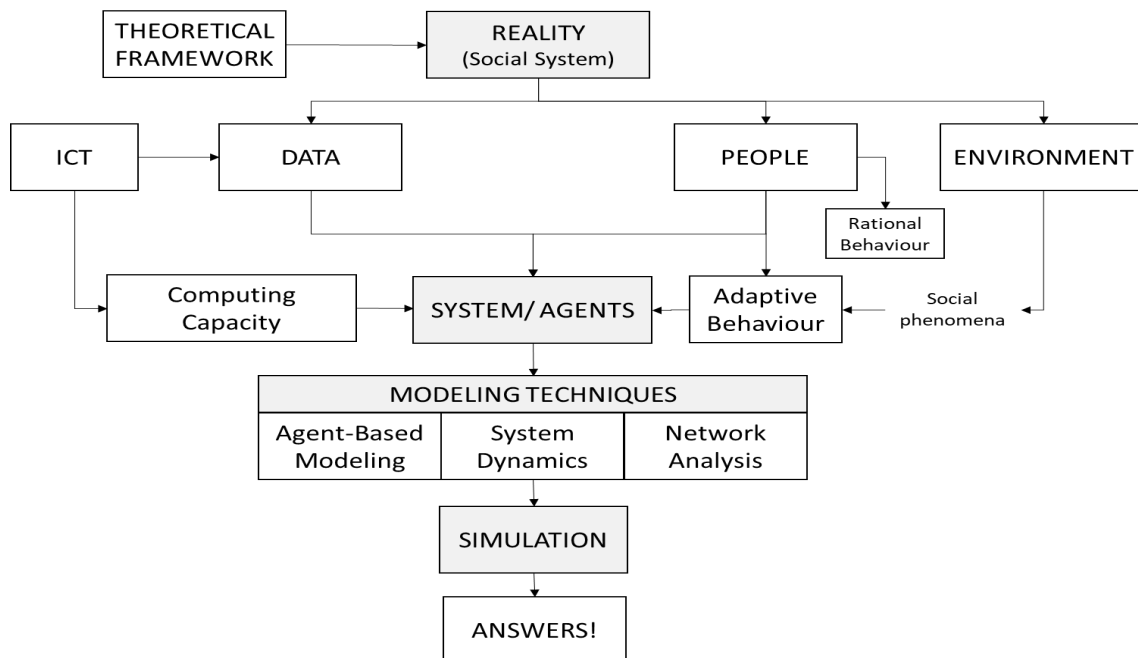 THEORETICAL
FRAMEWORK
REALITY
(Social System)
ICT
DATA
PEOPLE
ENVIRONMENT
Rational
Behaviour
Computing
Capacity
SYSTEM/ AGENTS
Adaptive
Behaviour
Social
phenomena
MODELING TECHNIQUES
Agent-Based
Modeling
System
Dynamics
Network
Analysis
SIMULATION
ANSWERS!